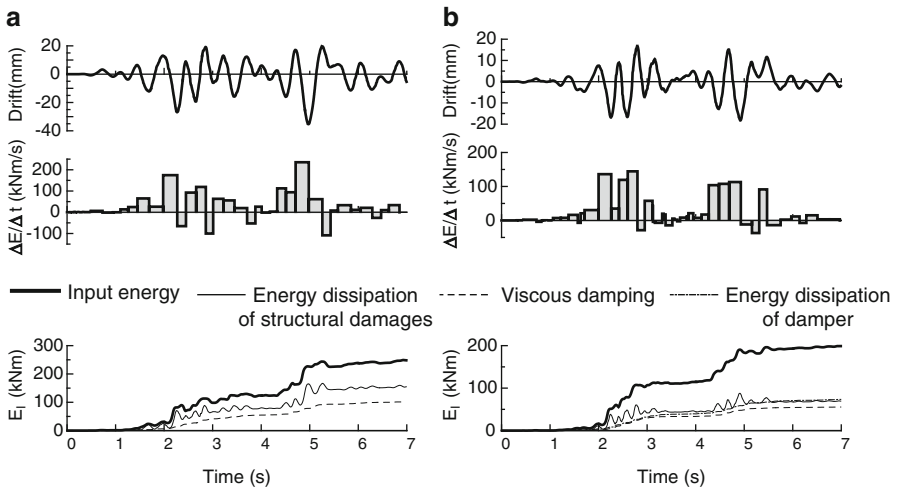 a
b
20
0
-20
-40
Drift(mm)
20
10
0
-10
-20
Drift(mm)
200
100
0
-100
ΔE/Δ t (kNm/s)
200
100
0
ΔE/Δ t (kNm/s)
Input energy
Energy dissipation
of structural damages
Viscous damping
Energy dissipation
of damper
300
200
100
0
E_I (kNm)
0 1 2 3 4 5 6 7
Time (s)
200
100
0
E_I (kNm)
0 1 2 3 4 5 6 7
Time (s)